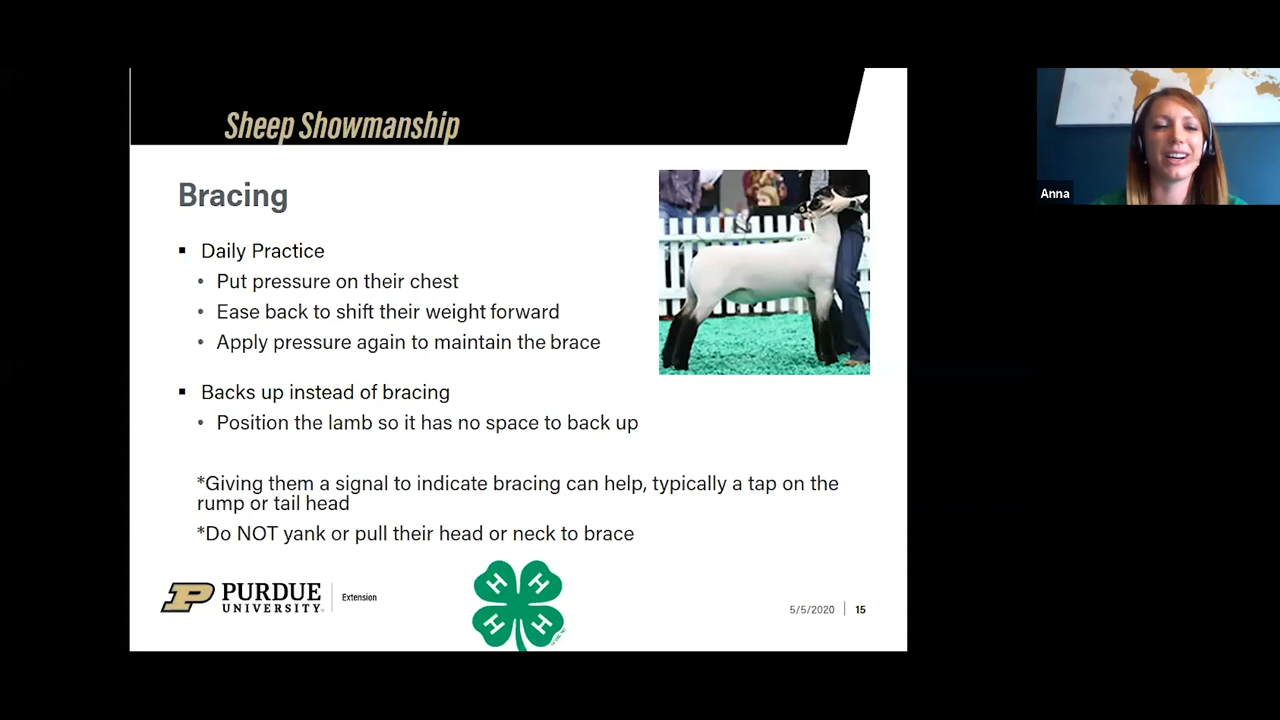 Sheep Showmanship
Bracing
▪ Daily Practice
• Put pressure on their chest
• Ease back to shift their weight forward
• Apply pressure again to maintain the brace
▪ Backs up instead of bracing
• Position the lamb so it has no space to back up
*Giving them a signal to indicate bracing can help, typically a tap on the
rump or tail head
*Do NOT yank or pull their head or neck to brace
P PURDUE
UNIVERSITY
Extension
H H
H H
5/5/2020 15
Anna